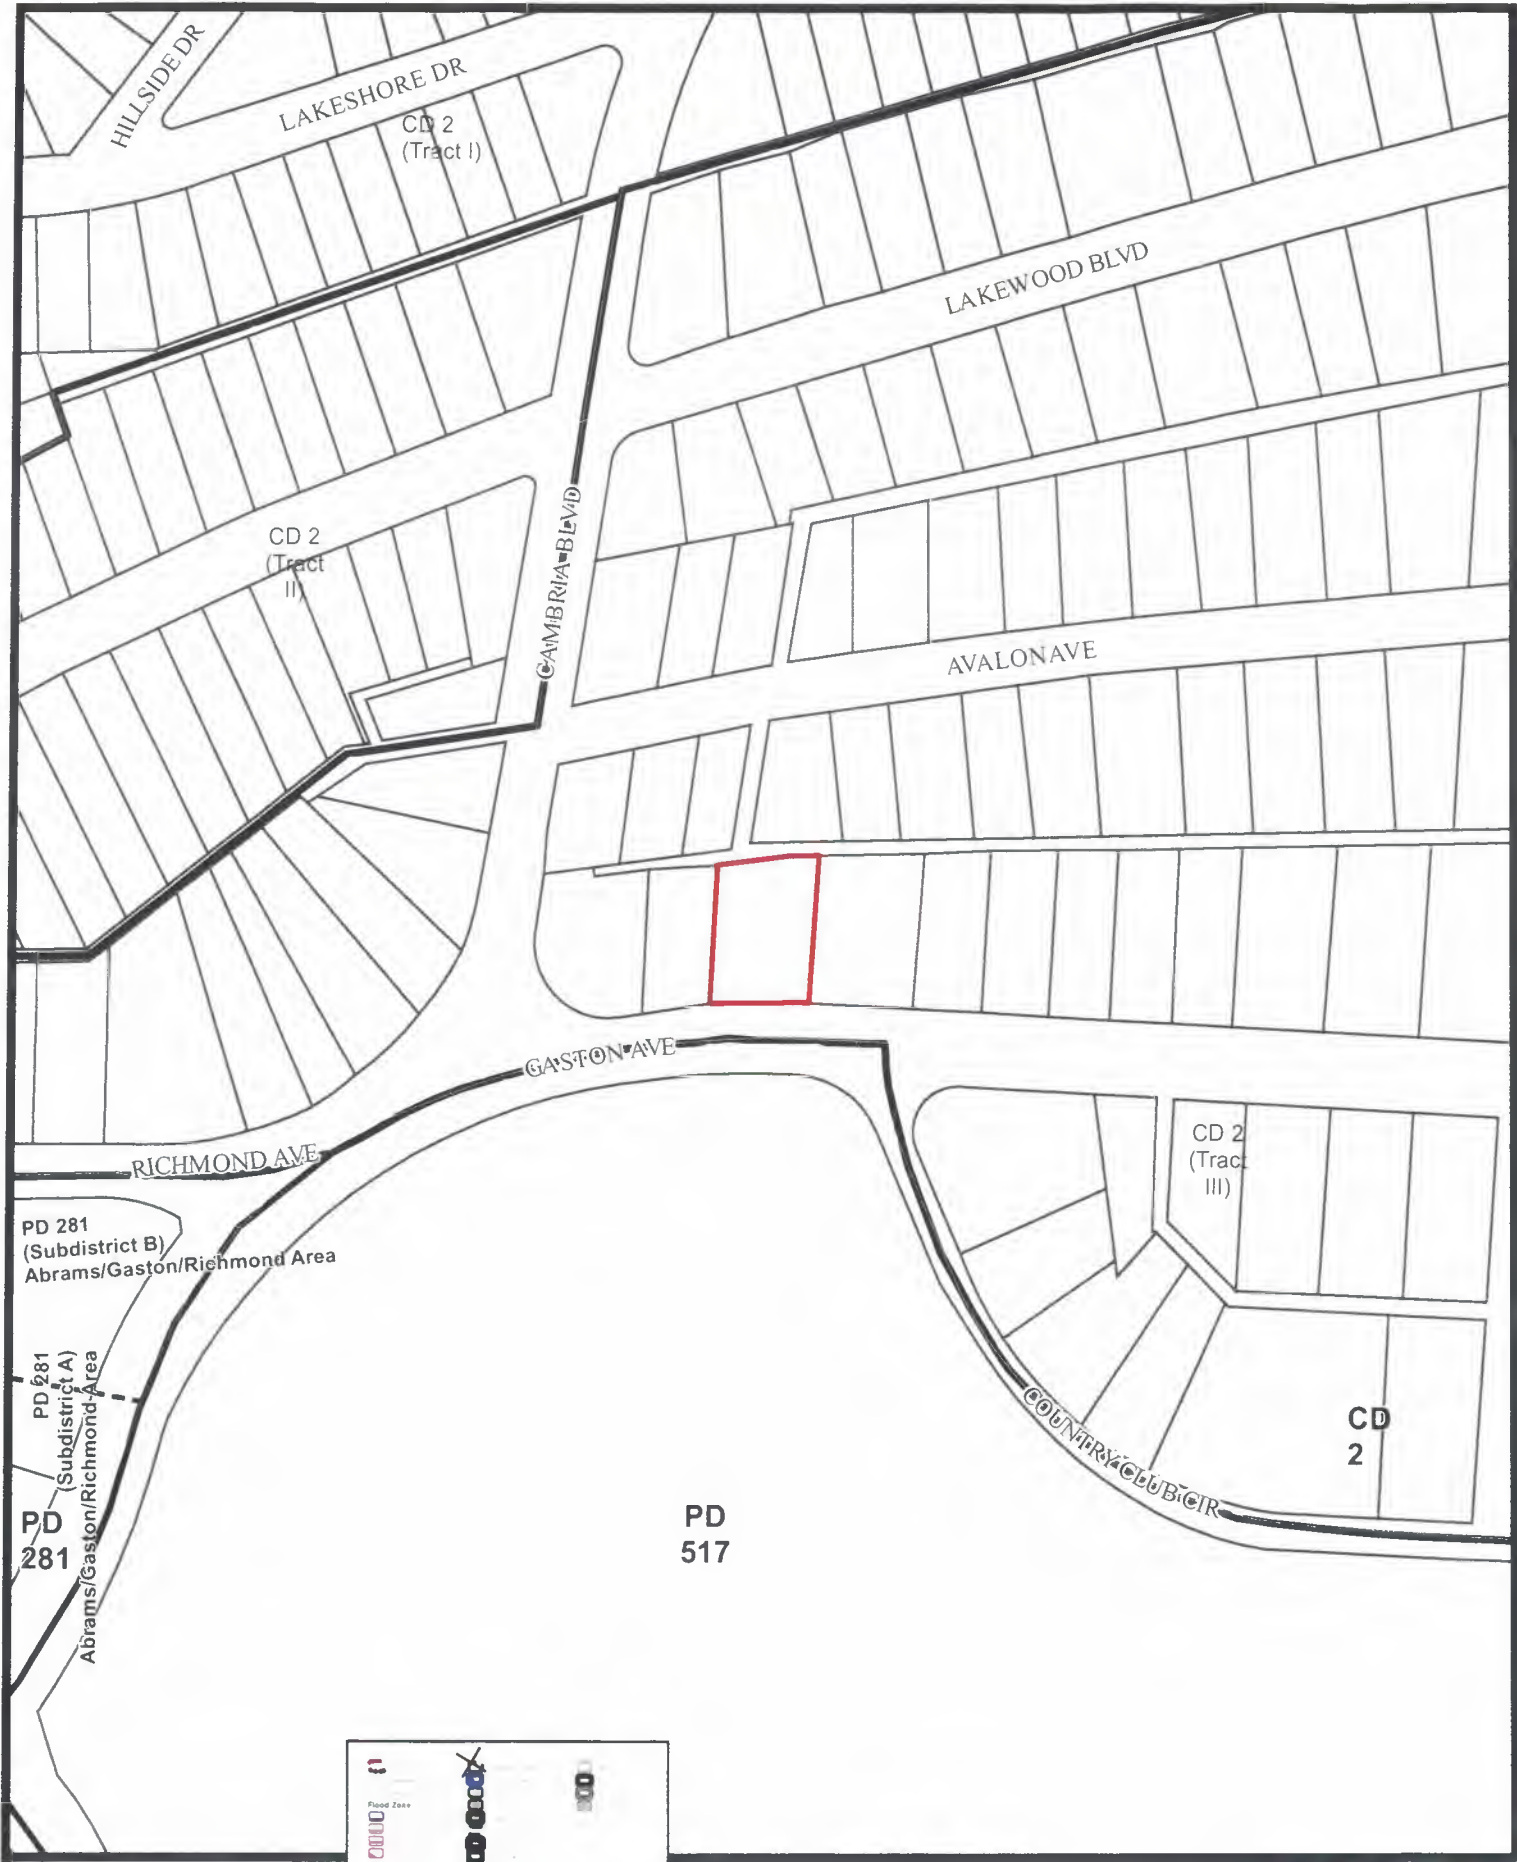 HILLSIDE DR
LAKESHORE DR
CD 2
(Tract I)
LAKEWOOD BLVD
CD 2
(Tract
II)
CAMBRIA BLVD
AVALON AVE
GASTON AVE
RICHMOND AVE
CD 2
(Tract
III)
PD 281
(Subdistrict B)
Abrams/Gaston/Richmond Area
PD 281
(Subdistrict A)
Abrams/Gaston/Richmond Area
COUNTRY CLUB CIR
CD
2
PD
281
PD
517
Flood Zone